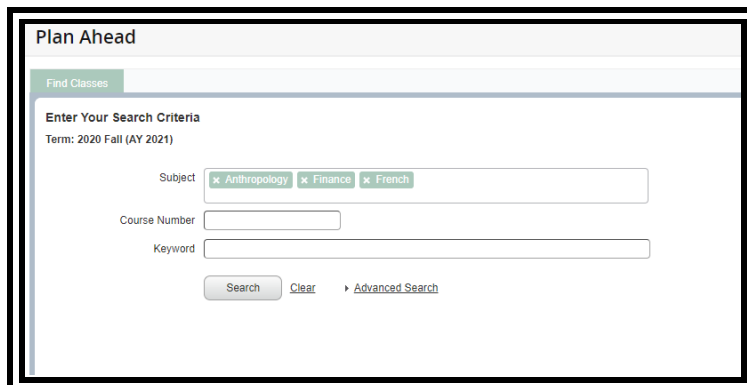 Plan Ahead
Find Classes
Enter Your Search Criteria
Term: 2020 Fall (AY 2021)
Subject × Anthropology × Finance × French
Course Number
Keyword
Search Clear Advanced Search